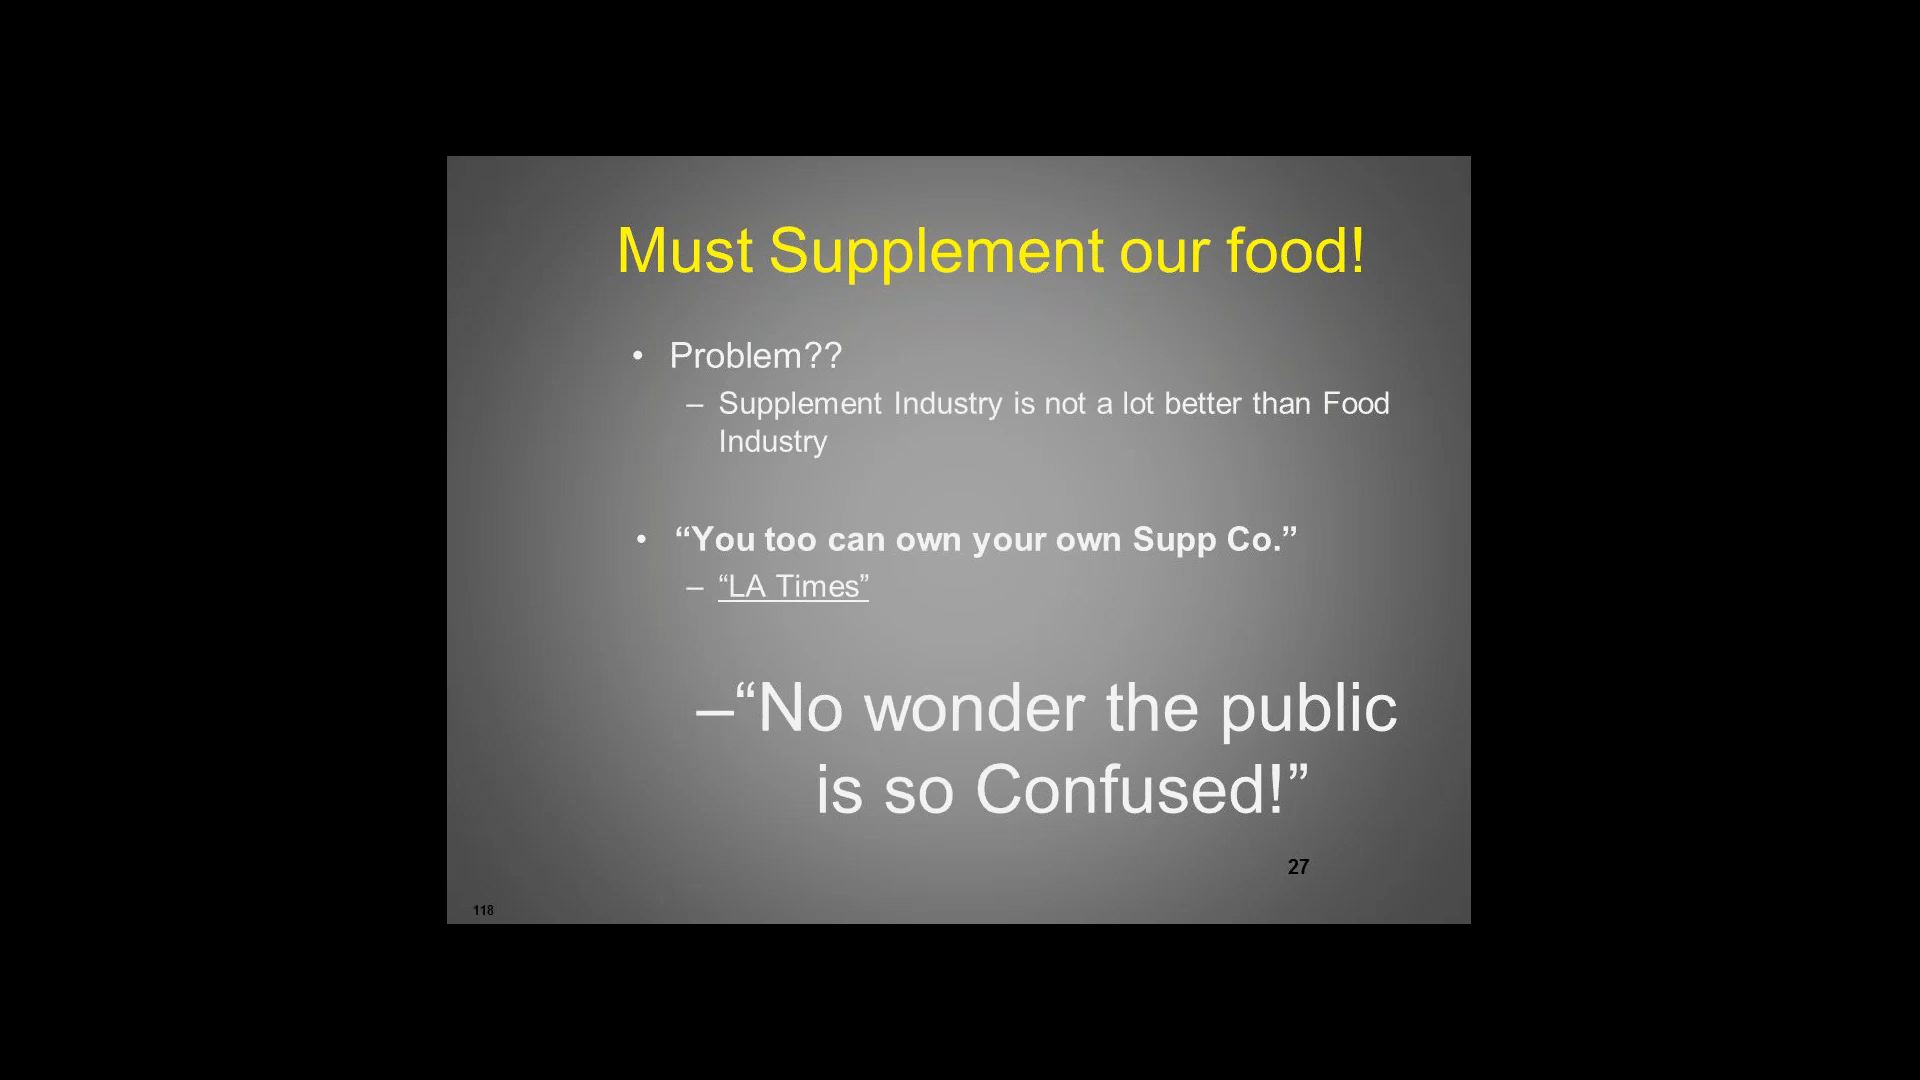 Must Supplement our food!
• Problem??
– Supplement Industry is not a lot better than Food
Industry
• “You too can own your own Supp Co.”
– “LA Times”
–“No wonder the public
is so Confused!”
27
118